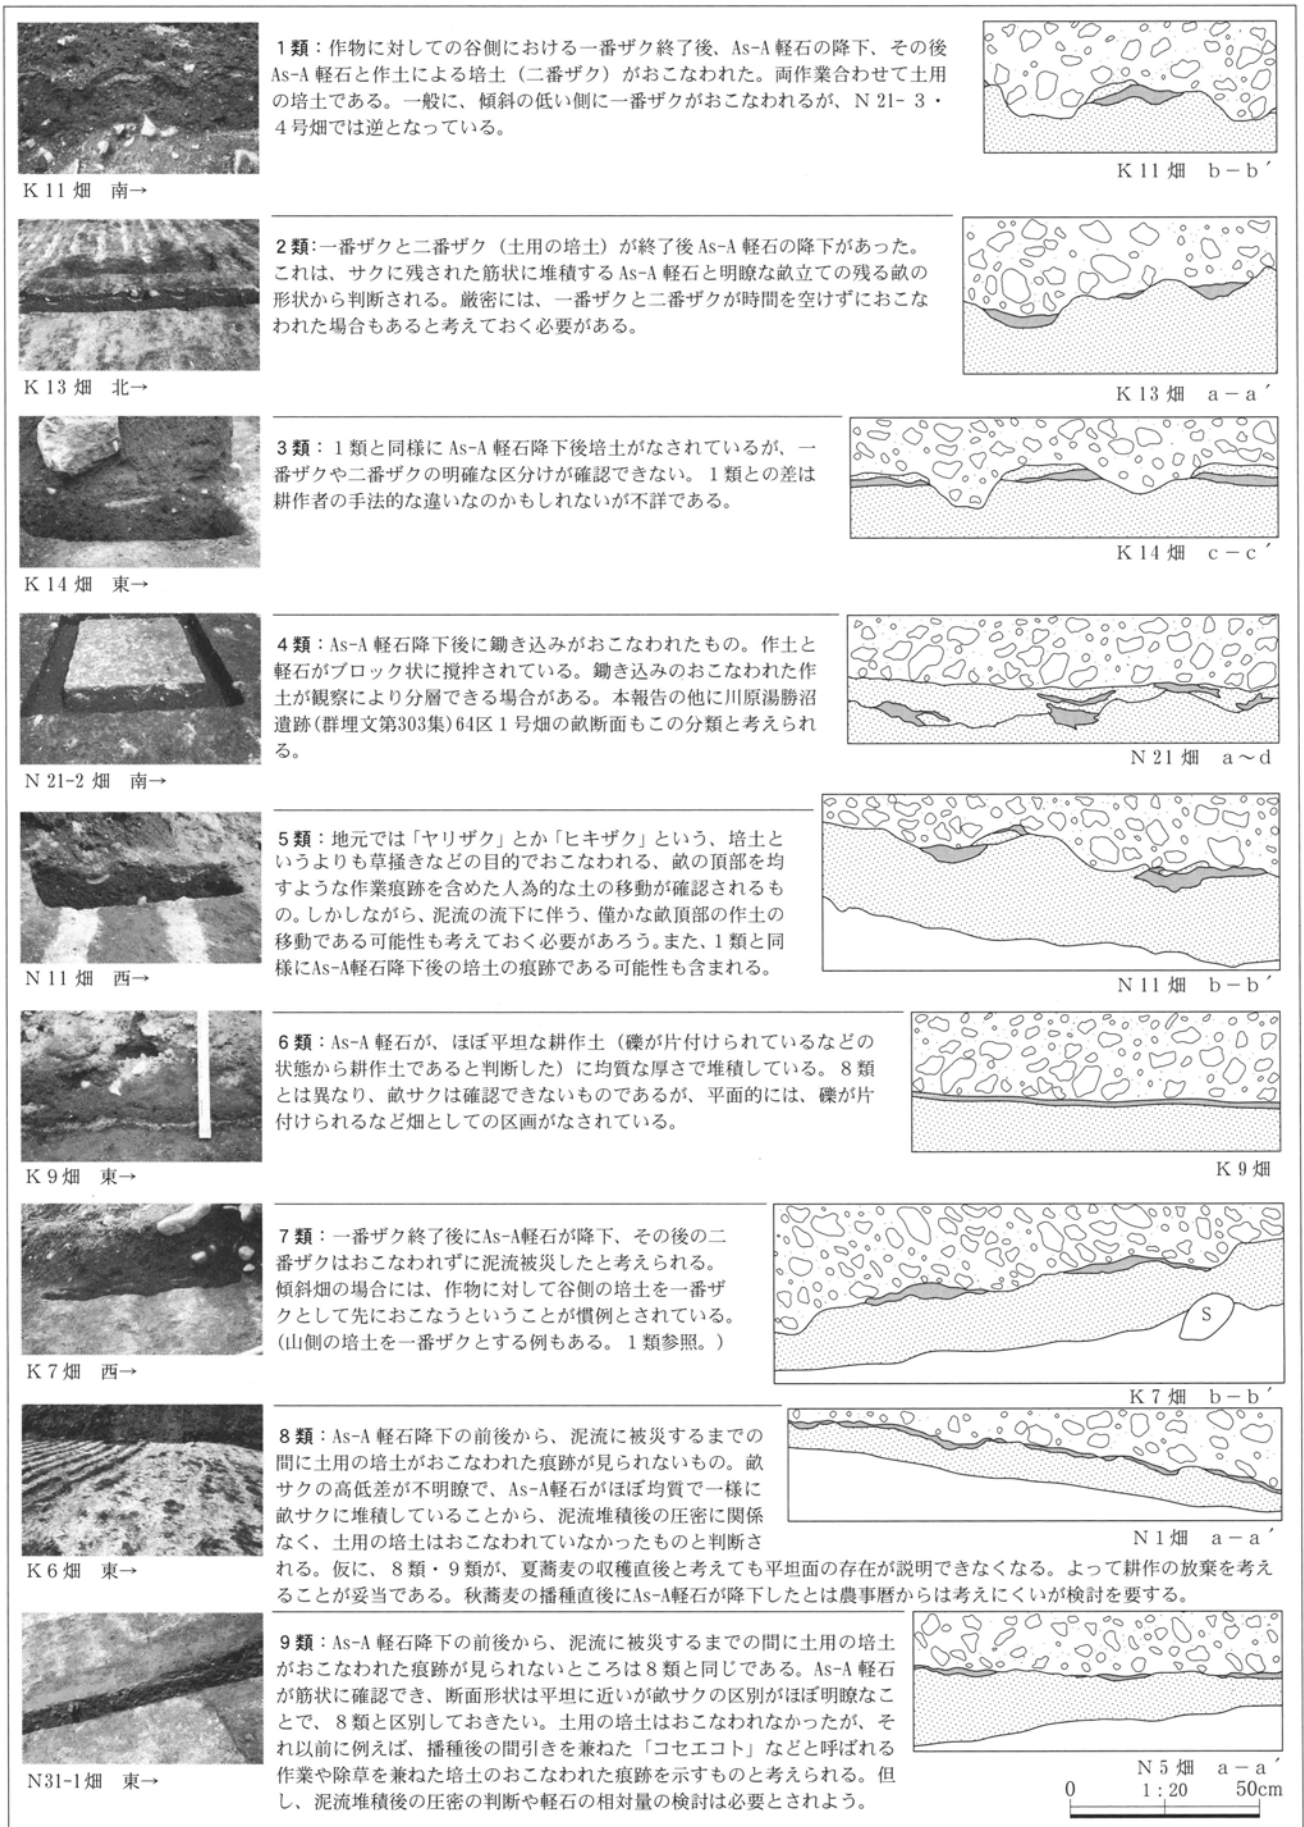 1類：作物に対しての谷側における一番ザク終了後、As-A 軽石の降下、その後
As-A 軽石と作土による培土（二番ザク）がおこなわれた。両作業合わせて土用
の培土である。一般に、傾斜の低い側に一番ザクがおこなわれるが、N 21- 3・
4号畑では逆となっている。
K 11 畑　南→
K 11 畑　b－b′
2類：一番ザクと二番ザク（土用の培土）が終了後 As-A 軽石の降下があった。
これは、サクに残された筋状に堆積する As-A 軽石と明瞭な畝立ての残る畝の
形状から判断される。厳密には、一番ザクと二番ザクが時間を空けずにおこな
われた場合もあると考えておく必要がある。
K 13 畑　北→
K 13 畑　a－a′
3類：1類と同様に As-A 軽石降下後培土がなされているが、一
番ザクや二番ザクの明確な区分けが確認できない。1類との差は
耕作者の手法的な違いなのかもしれないが不詳である。
K 14 畑　東→
K 14 畑　c－c′
4類：As-A 軽石降下後に鋤き込みがおこなわれたもの。作土と
軽石がブロック状に撹拌されている。鋤き込みのおこなわれた作
土が観察により分層できる場合がある。本報告の他に川原湯勝沼
遺跡(群埋文第303集)64区1号畑の畝断面もこの分類と考えられ
る。
N 21-2 畑　南→
N 21 畑　a～d
5類：地元では「ヤリザク」とか「ヒキザク」という、培土と
いうよりも草掻きなどの目的でおこなわれる、畝の頂部を均
すような作業痕跡を含めた人為的な土の移動が確認されるも
の。しかしながら、泥流の流下に伴う、僅かな畝頂部の作土の
移動である可能性も考えておく必要があろう。また、1類と同
様にAs-A軽石降下後の培土の痕跡である可能性も含まれる。
N 11 畑　西→
N 11 畑　b－b′
6類：As-A 軽石が、ほぼ平坦な耕作土（礫が片付けられているなどの
状態から耕作土であると判断した）に均質な厚さで堆積している。8類
とは異なり、畝サクは確認できないものであるが、平面的には、礫が片
付けられるなど畑としての区画がなされている。
K 9畑　東→
K 9畑
7類：一番ザク終了後にAs-A軽石が降下、その後の二
番ザクはおこなわれずに泥流被災したと考えられる。
傾斜畑の場合には、作物に対して谷側の培土を一番ザ
クとして先におこなうということが慣例とされている。
(山側の培土を一番ザクとする例もある。1類参照。)
S
K 7畑　西→
K 7畑　b－b′
8類：As-A 軽石降下の前後から、泥流に被災するまでの
間に土用の培土がおこなわれた痕跡が見られないもの。畝
サクの高低差が不明瞭で、As-A軽石がほぼ均質で一様に
畝サクに堆積していることから、泥流堆積後の圧密に関係
なく、土用の培土はおこなわれていなかったものと判断さ
れる。仮に、8類・9類が、夏蕎麦の収穫直後と考えても平坦面の存在が説明できなくなる。よって耕作の放棄を考え
ることが妥当である。秋蕎麦の播種直後にAs-A軽石が降下したとは農事暦からは考えにくいが検討を要する。
K 6畑　東→
N 1畑　a－a′
9類：As-A 軽石降下の前後から、泥流に被災するまでの間に土用の培土
がおこなわれた痕跡が見られないところは8類と同じである。As-A 軽石
が筋状に確認でき、断面形状は平坦に近いが畝サクの区別がほぼ明瞭なこ
とで、8類と区別しておきたい。土用の培土はおこなわれなかったが、そ
れ以前に例えば、播種後の間引きを兼ねた「コセエコト」などと呼ばれる
作業や除草を兼ねた培土のおこなわれた痕跡を示すものと考えられる。但
し、泥流堆積後の圧密の判断や軽石の相対量の検討は必要とされよう。
N31-1畑　東→
N 5畑　a－a′
0　1：20　50cm